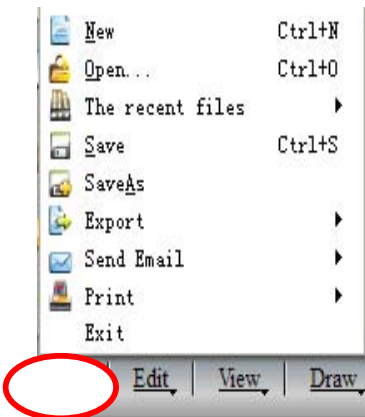 New Ctrl+N
Open... Ctrl+O
The recent files
Save Ctrl+S
SaveAs
Export
Send Email
Print
Exit
Edit View Draw